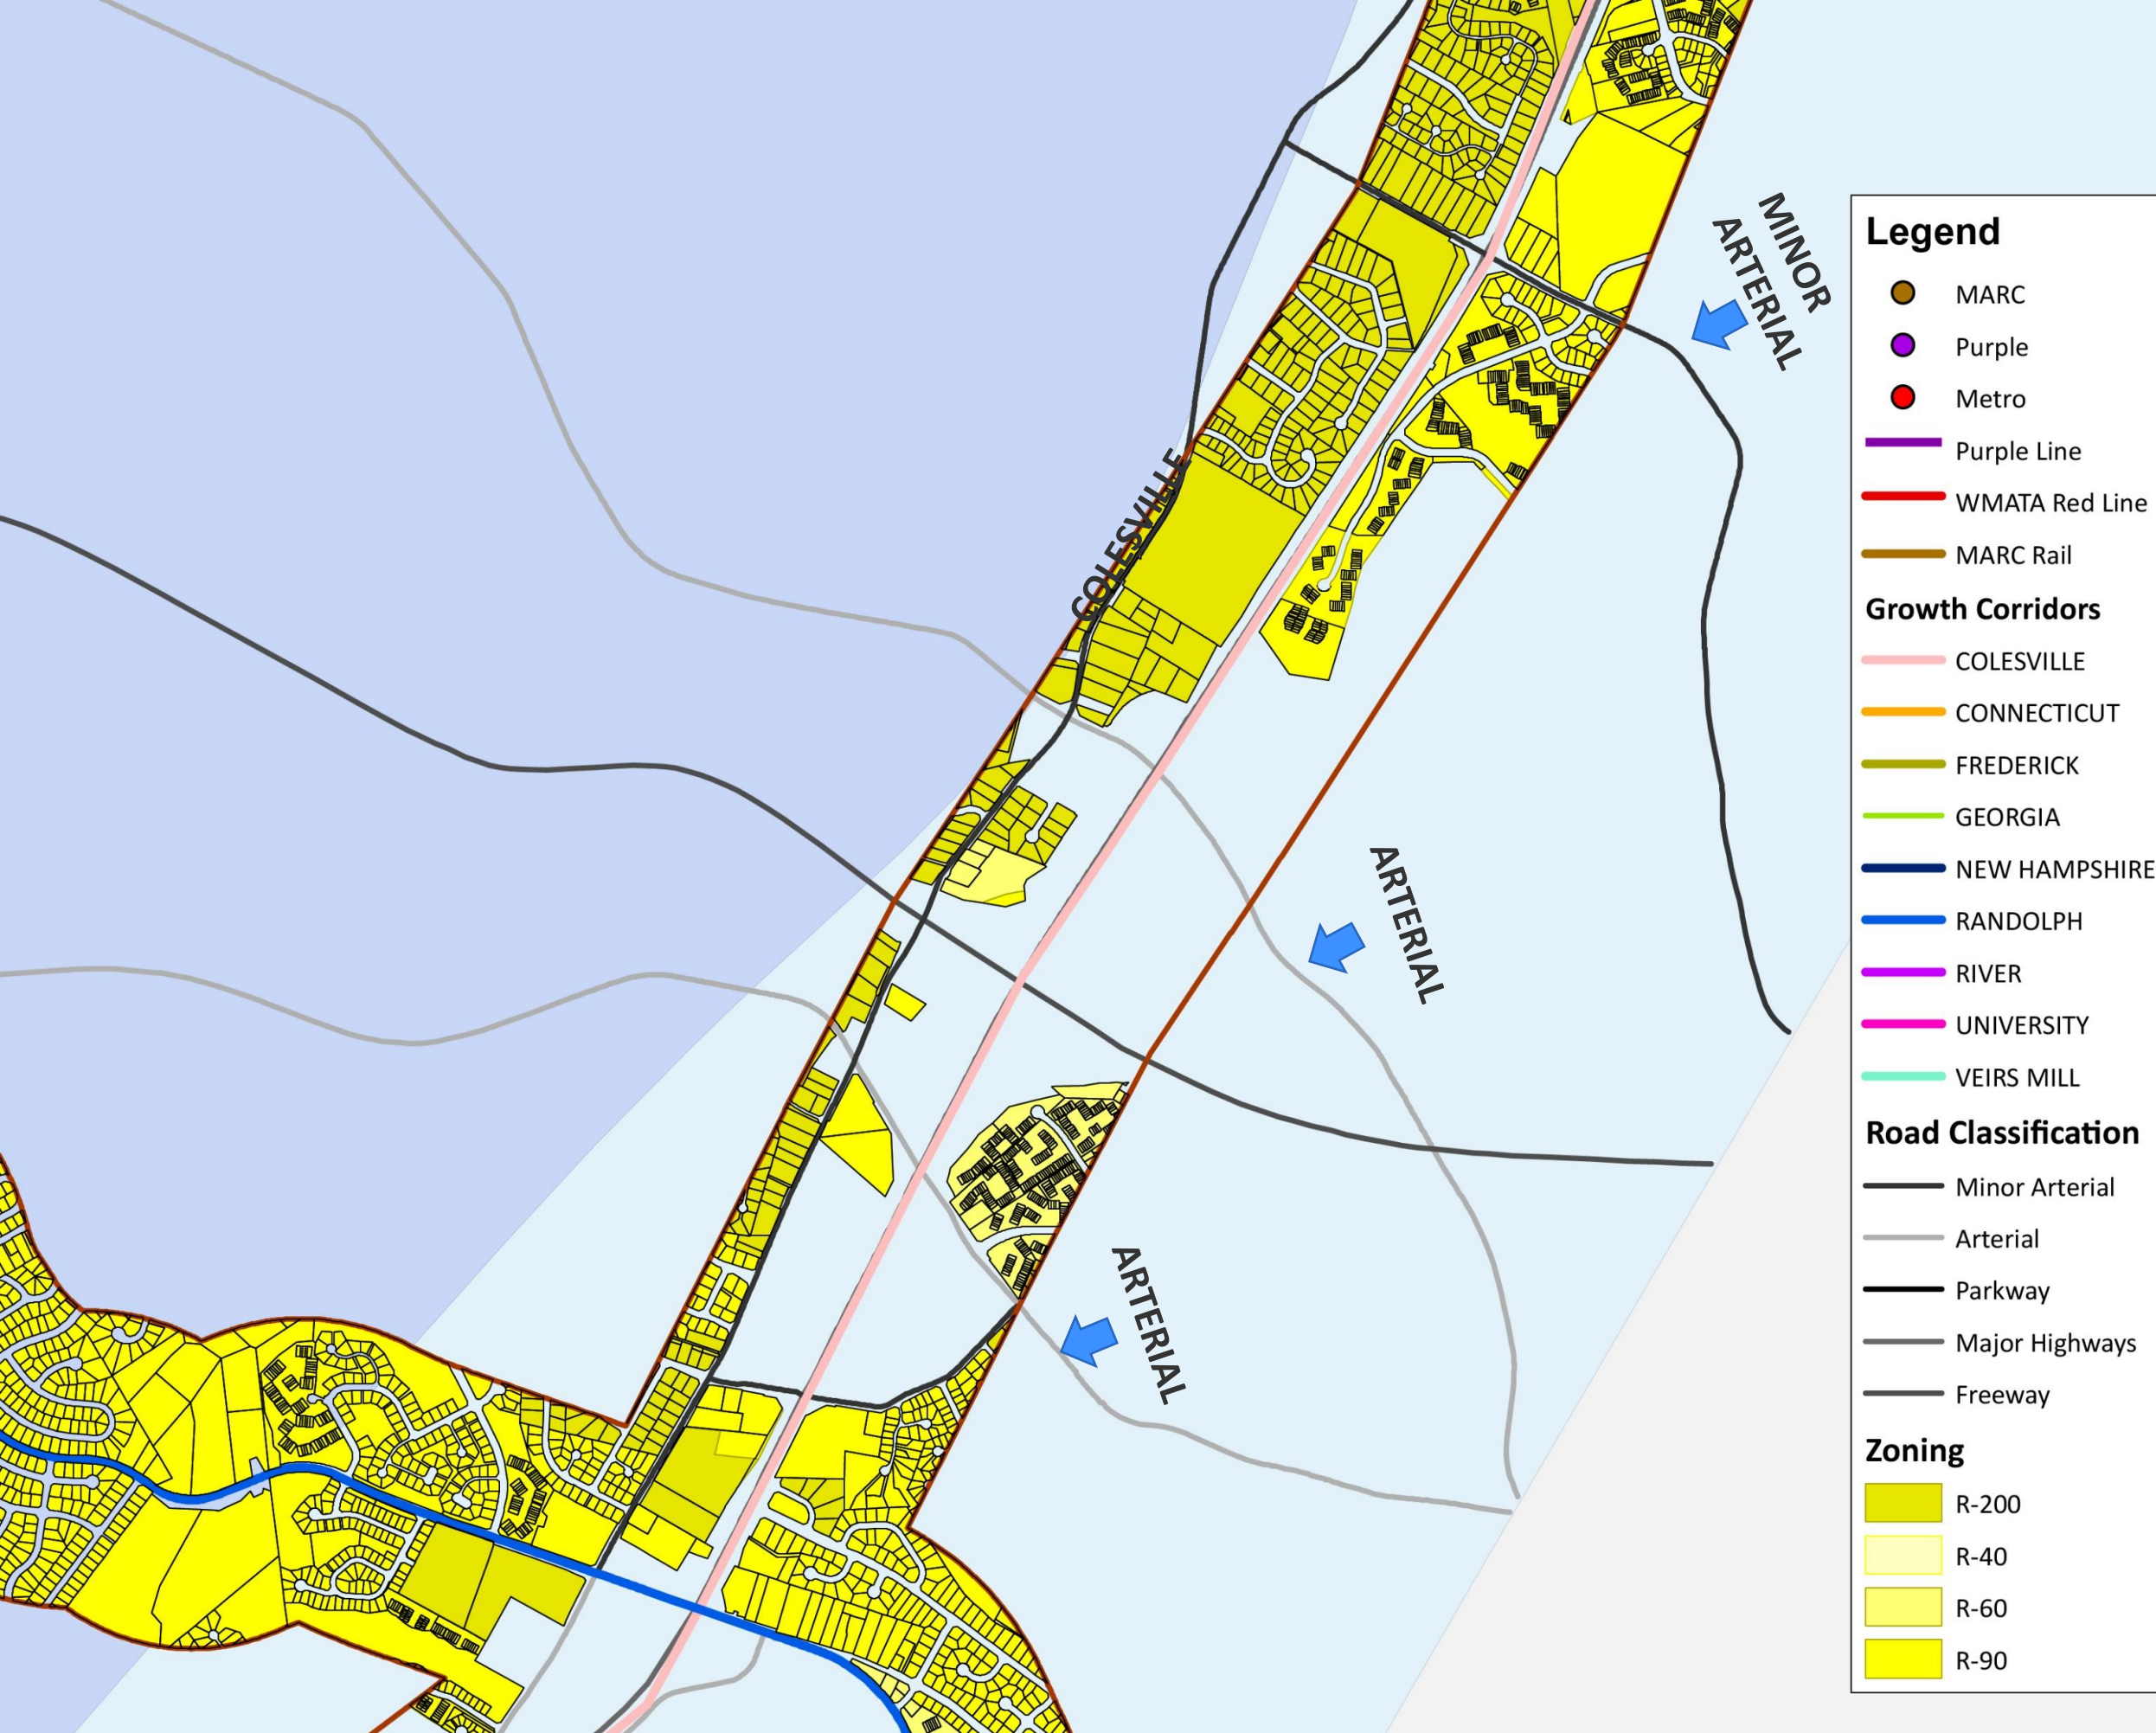 MINOR
ARTERIAL
COLESVILLE
ARTERIAL
ARTERIAL
Legend
MARC
Purple
Metro
Purple Line
WMATA Red Line
MARC Rail
Growth Corridors
COLESVILLE
CONNECTICUT
FREDERICK
GEORGIA
NEW HAMPSHIRE
RANDOLPH
RIVER
UNIVERSITY
VEIRS MILL
Road Classification
Minor Arterial
Arterial
Parkway
Major Highways
Freeway
Zoning
R-200
R-40
R-60
R-90